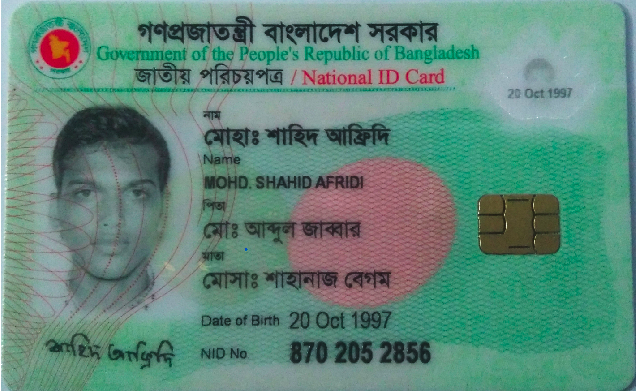 গণপ্রজাতন্ত্রী বাংলাদেশ সরকার
Government of the People's Republic of Bangladesh
জাতীয় পরিচয়পত্র / National ID Card
20 Oct 1997
নাম
মোহাঃ শাহিদ আফ্রিদি
Name
MOHD. SHAHID AFRIDI
পিতা
মোঃ আব্দুল জাব্বার
মাতা
মোসাঃ শাহানাজ বেগম
Date of Birth 20 Oct 1997
শাহিদ আফ্রিদি
NID No 870 205 2856